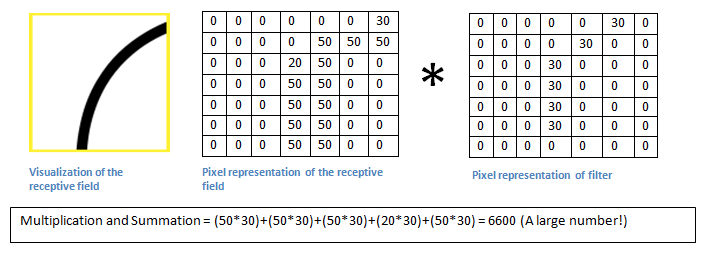 0 0 0 0 0 0 30
0 0 0 0 50 50 50
0 0 0 20 50 0 0
0 0 0 50 50 0 0
0 0 0 50 50 0 0
0 0 0 50 50 0 0
0 0 0 50 50 0 0
*
0 0 0 0 0 30 0
0 0 0 0 30 0 0
0 0 0 30 0 0 0
0 0 0 30 0 0 0
0 0 0 30 0 0 0
0 0 0 30 0 0 0
0 0 0 0 0 0 0
Visualization of the
receptive field
Pixel representation of the receptive
field
Pixel representation of filter
Multiplication and Summation = (50*30)+(50*30)+(50*30)+(20*30)+(50*30) = 6600 (A large number!)